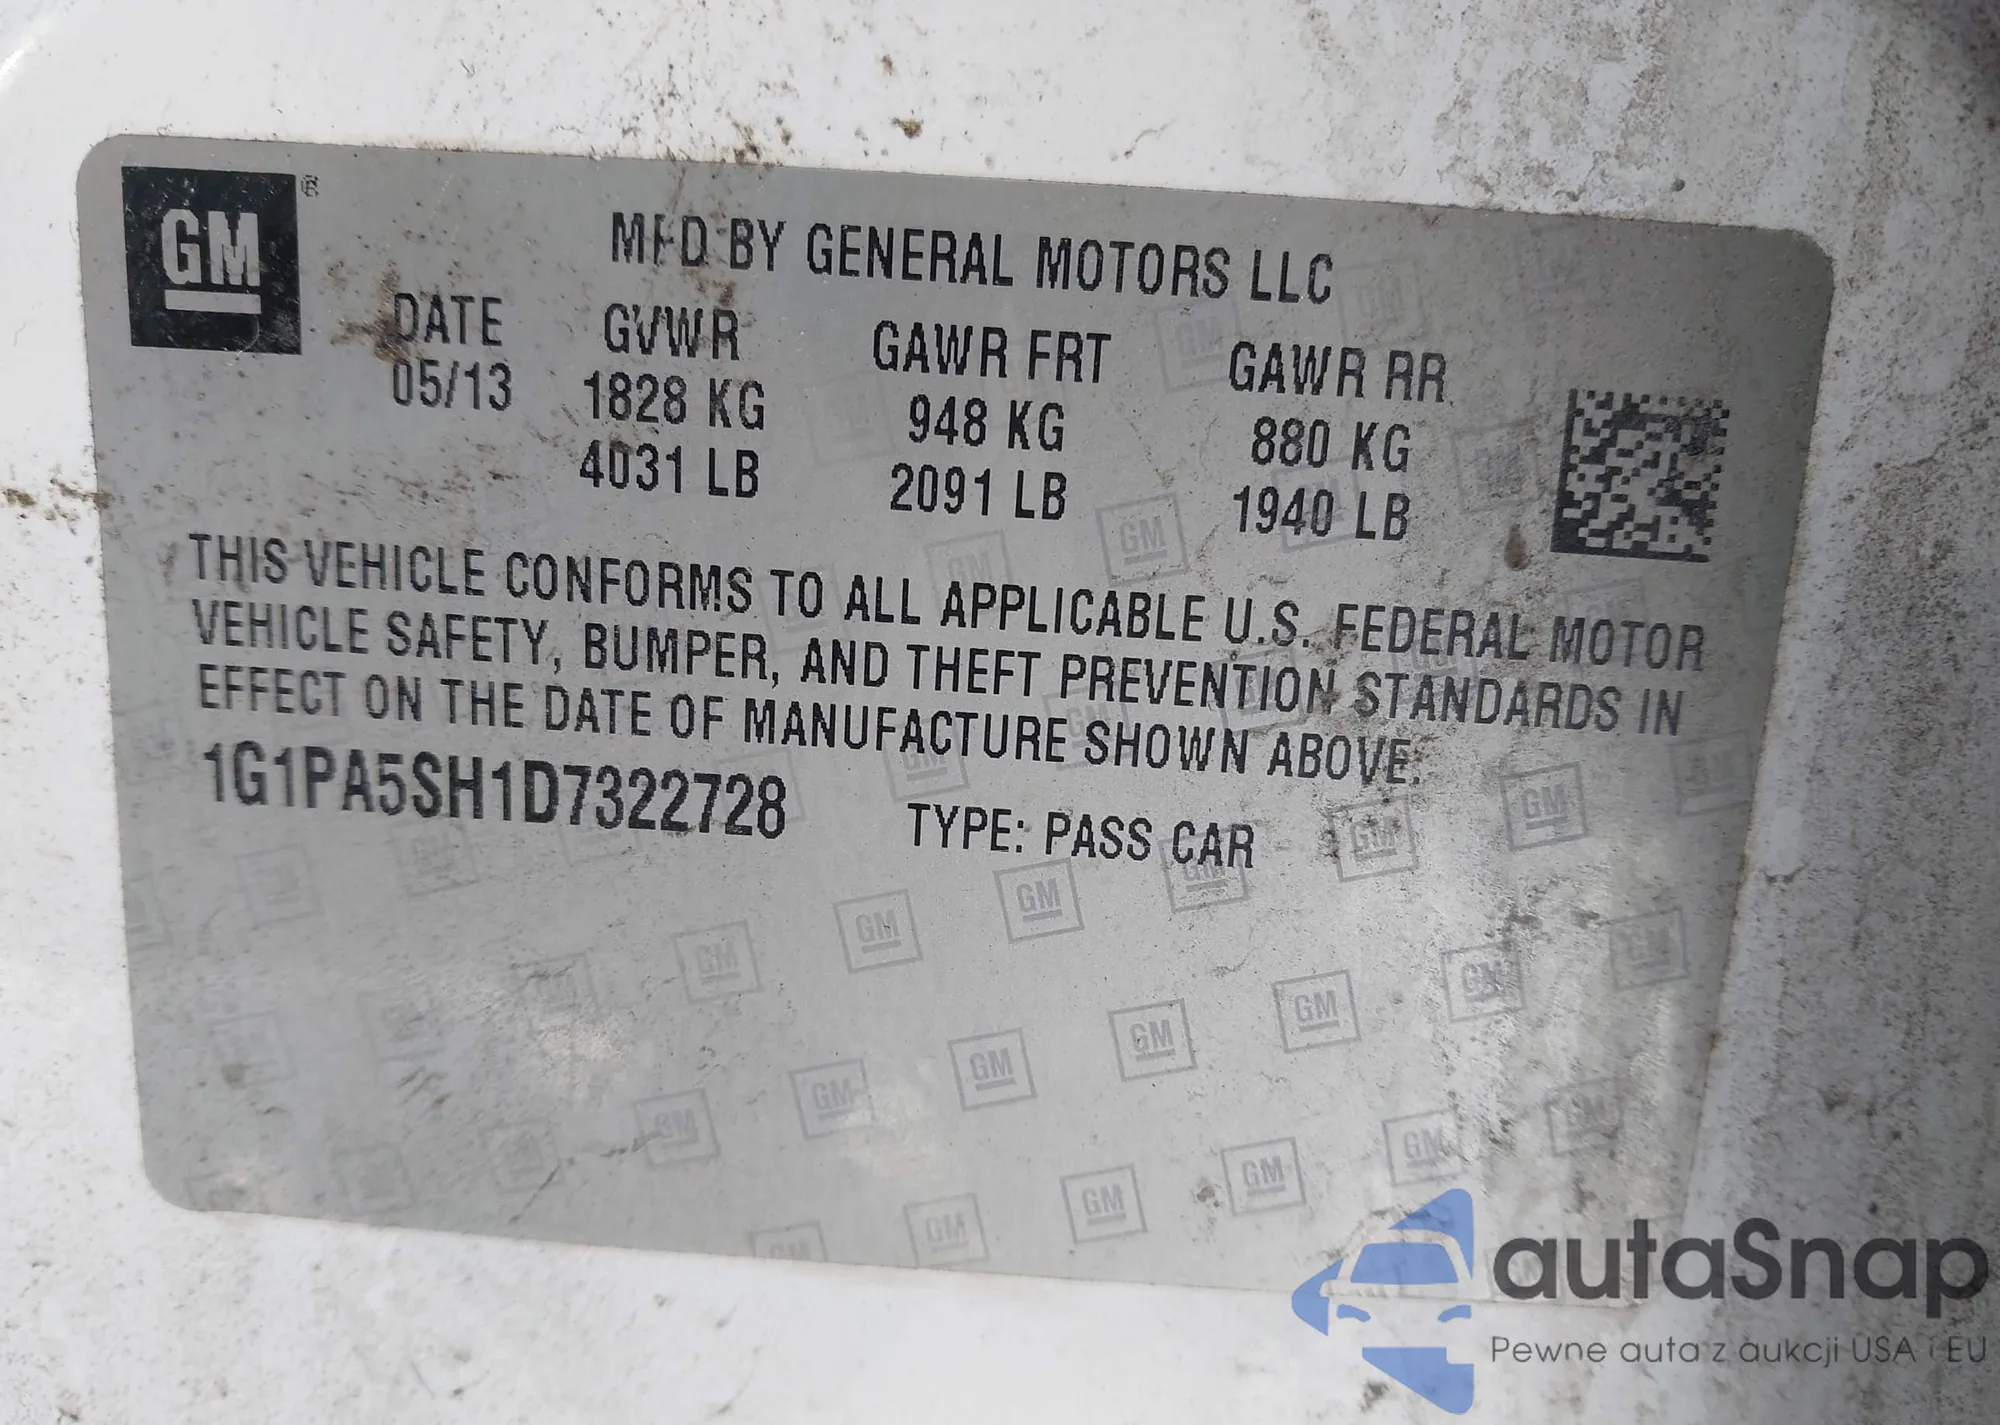 GM ®
MFD BY GENERAL MOTORS LLC
DATE GVWR GAWR FRT GAWR RR
05/13 1828 KG 948 KG 880 KG
4031 LB 2091 LB 1940 LB
THIS VEHICLE CONFORMS TO ALL APPLICABLE U.S. FEDERAL MOTOR
VEHICLE SAFETY, BUMPER, AND THEFT PREVENTION STANDARDS IN
EFFECT ON THE DATE OF MANUFACTURE SHOWN ABOVE.
1G1PA5SH1D7322728 TYPE: PASS CAR
autaSnap
Pewne auta z aukcji USA i EU